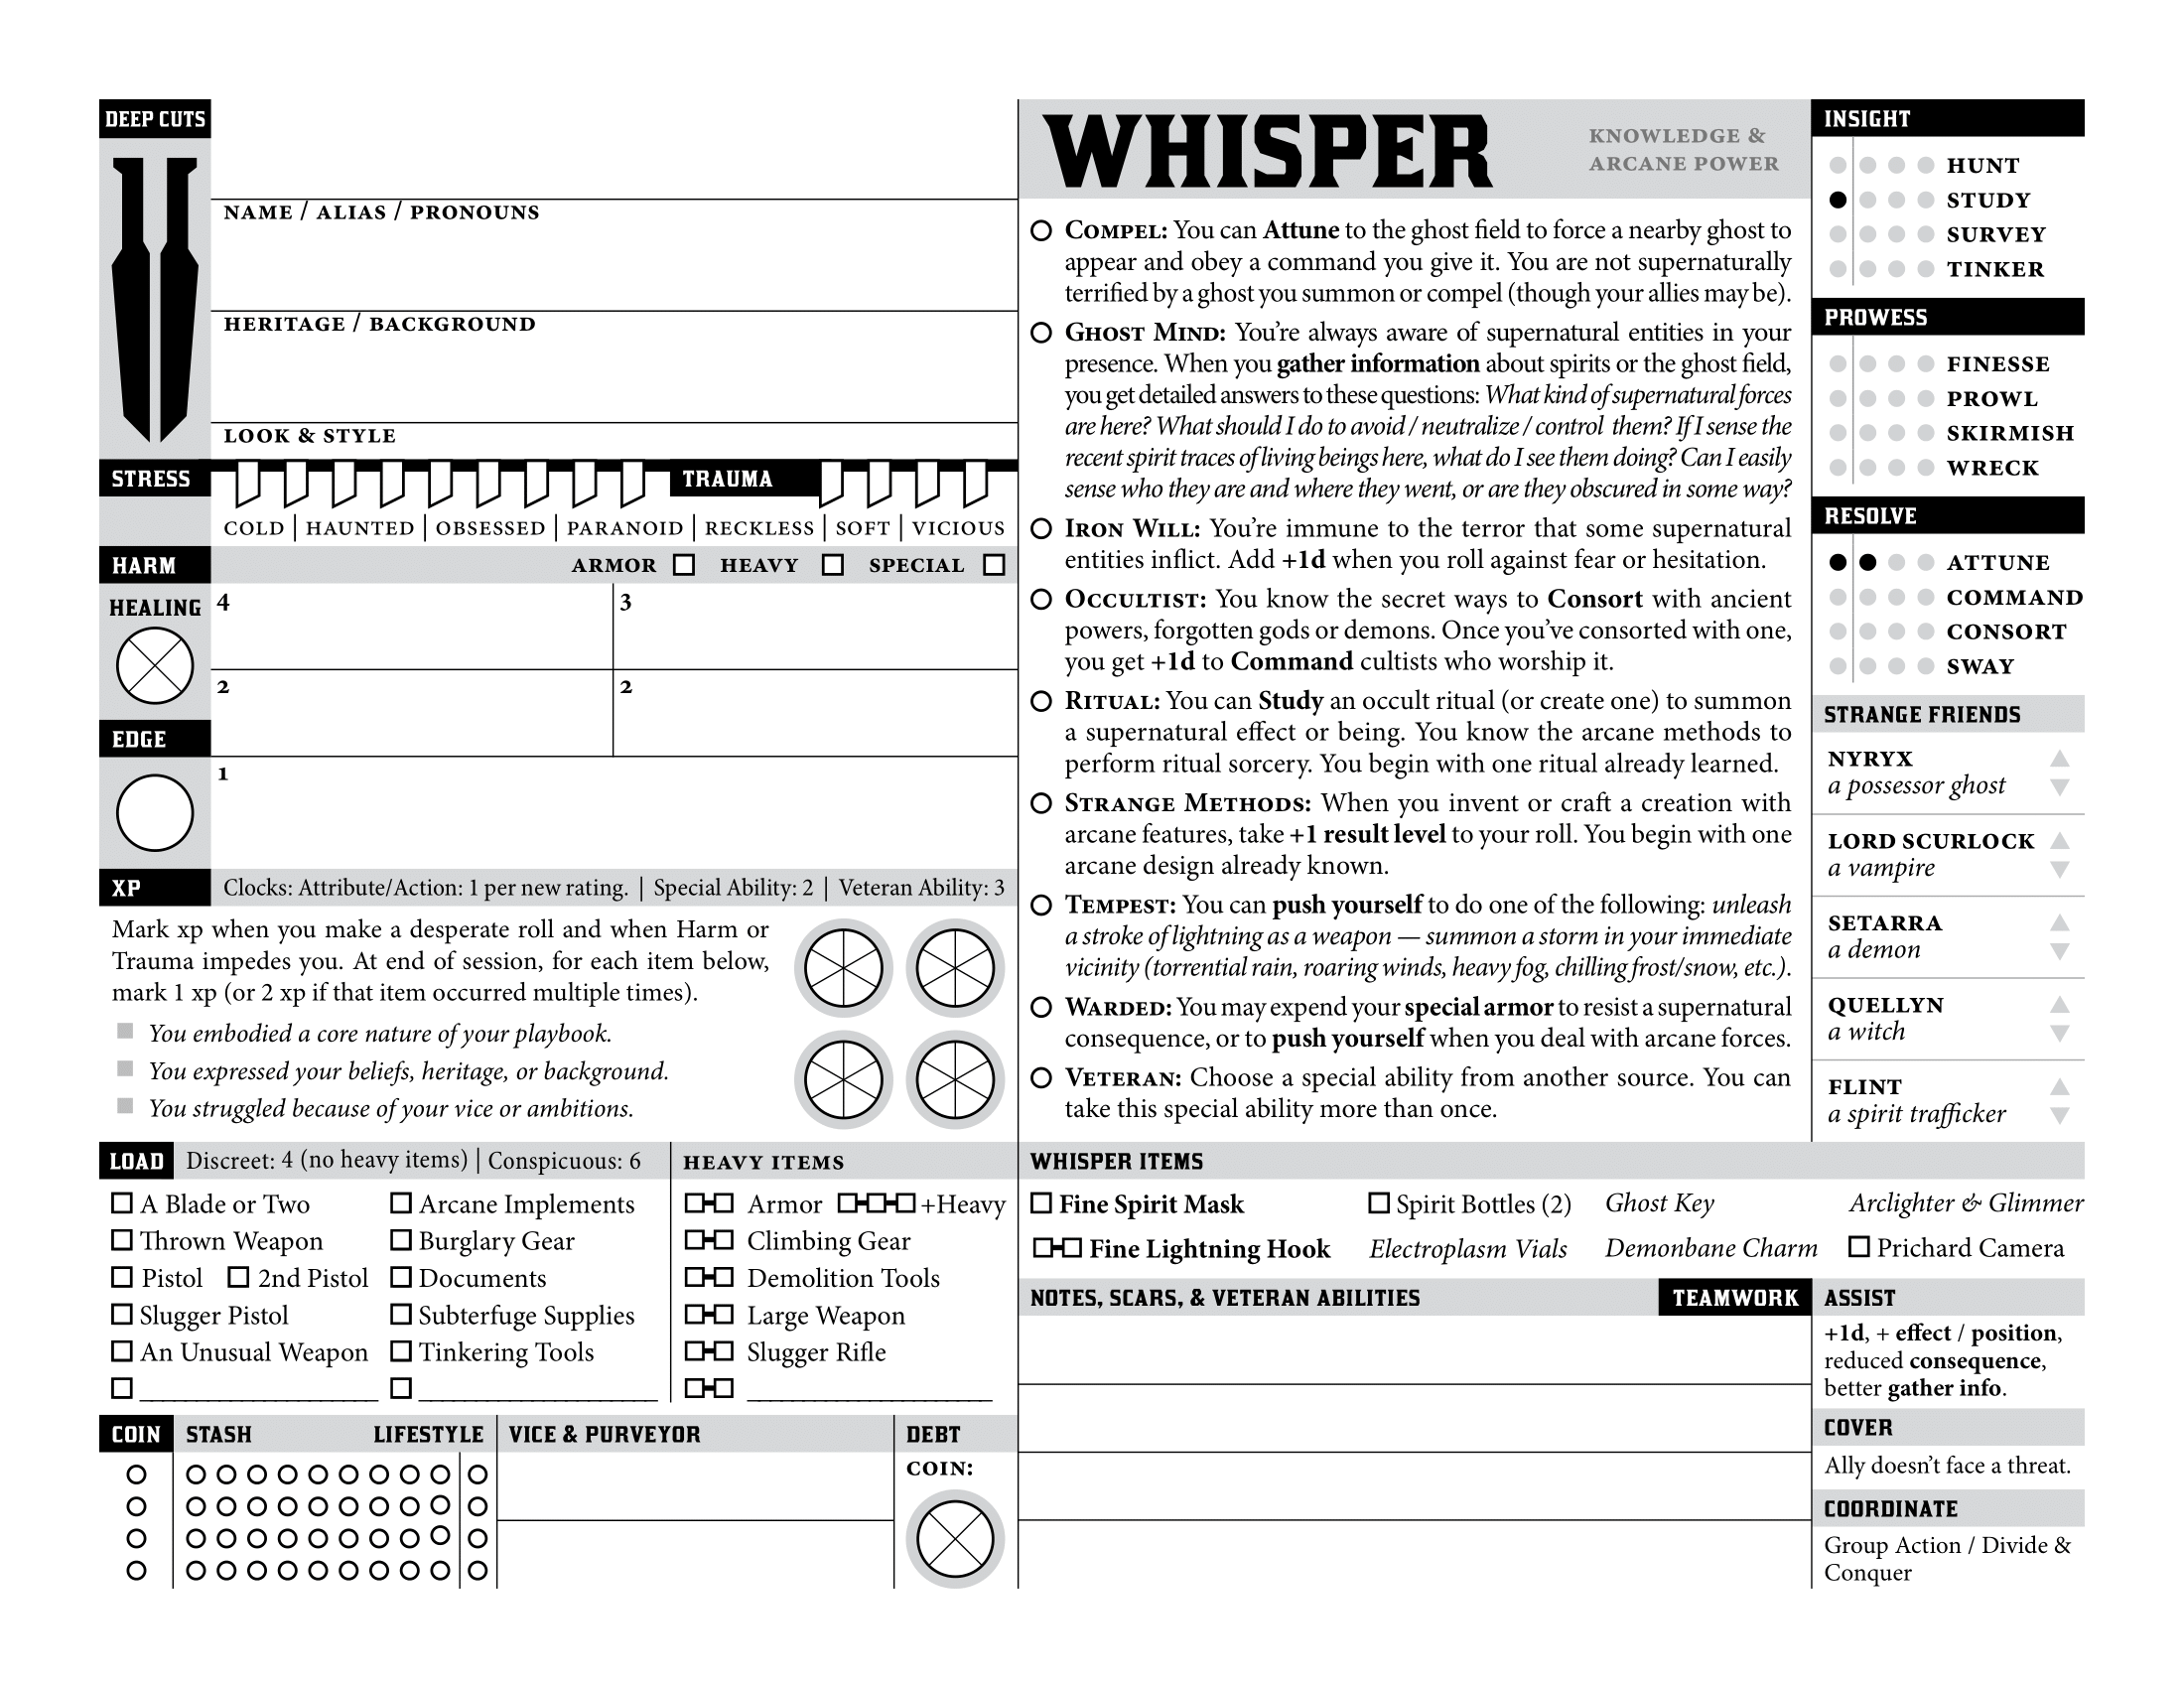 DEEP CUTS
NAME / ALIAS / PRONOUNS
HERITAGE / BACKGROUND
LOOK & STYLE
STRESS
TRAUMA
COLD | HAUNTED | OBSESSED | PARANOID | RECKLESS | SOFT | VICIOUS
HARM
ARMOR HEAVY SPECIAL
HEALING
4
3
2
2
EDGE
1
XP
Clocks: Attribute/Action: 1 per new rating. | Special Ability: 2 | Veteran Ability: 3
Mark xp when you make a desperate roll and when Harm or
Trauma impedes you. At end of session, for each item below,
mark 1 xp (or 2 xp if that item occurred multiple times).
You embodied a core nature of your playbook.
You expressed your beliefs, heritage, or background.
You struggled because of your vice or ambitions.
LOAD
Discreet: 4 (no heavy items) | Conspicuous: 6
A Blade or Two
Thrown Weapon
Pistol 2nd Pistol
Slugger Pistol
An Unusual Weapon
Arcane Implements
Burglary Gear
Documents
Subterfuge Supplies
Tinkering Tools
HEAVY ITEMS
Armor +Heavy
Climbing Gear
Demolition Tools
Large Weapon
Slugger Rifle
COIN
STASH
LIFESTYLE
VICE & PURVEYOR
DEBT
COIN:
WHISPER
KNOWLEDGE &
ARCANE POWER
COMPEL: You can Attune to the ghost field to force a nearby ghost to
appear and obey a command you give it. You are not supernaturally
terrified by a ghost you summon or compel (though your allies may be).
GHOST MIND: You're always aware of supernatural entities in your
presence. When you gather information about spirits or the ghost field,
you get detailed answers to these questions: What kind of supernatural forces
are here? What should I do to avoid / neutralize / control them? If I sense the
recent spirit traces of living beings here, what do I see them doing? Can I easily
sense who they are and where they went, or are they obscured in some way?
IRON WILL: You're immune to the terror that some supernatural
entities inflict. Add +1d when you roll against fear or hesitation.
OCCULTIST: You know the secret ways to Consort with ancient
powers, forgotten gods or demons. Once you've consorted with one,
you get +1d to Command cultists who worship it.
RITUAL: You can Study an occult ritual (or create one) to summon
a supernatural effect or being. You know the arcane methods to
perform ritual sorcery. You begin with one ritual already learned.
STRANGE METHODS: When you invent or craft a creation with
arcane features, take +1 result level to your roll. You begin with one
arcane design already known.
TEMPEST: You can push yourself to do one of the following: unleash
a stroke of lightning as a weapon — summon a storm in your immediate
vicinity (torrential rain, roaring winds, heavy fog, chilling frost/snow, etc.).
WARDED: You may expend your special armor to resist a supernatural
consequence, or to push yourself when you deal with arcane forces.
VETERAN: Choose a special ability from another source. You can
take this special ability more than once.
INSIGHT
HUNT
STUDY
SURVEY
TINKER
PROWESS
FINESSE
PROWL
SKIRMISH
WRECK
RESOLVE
ATTUNE
COMMAND
CONSORT
SWAY
STRANGE FRIENDS
NYRYX
a possessor ghost
LORD SCURLOCK
a vampire
SETARRA
a demon
QUELLYN
a witch
FLINT
a spirit trafficker
WHISPER ITEMS
Fine Spirit Mask Spirit Bottles (2) Ghost Key Arclighter & Glimmer
Fine Lightning Hook Electroplasm Vials Demonbane Charm Prichard Camera
NOTES, SCARS, & VETERAN ABILITIES
TEAMWORK
ASSIST
+1d, + effect / position,
reduced consequence,
better gather info.
COVER
Ally doesn't face a threat.
COORDINATE
Group Action / Divide &
Conquer